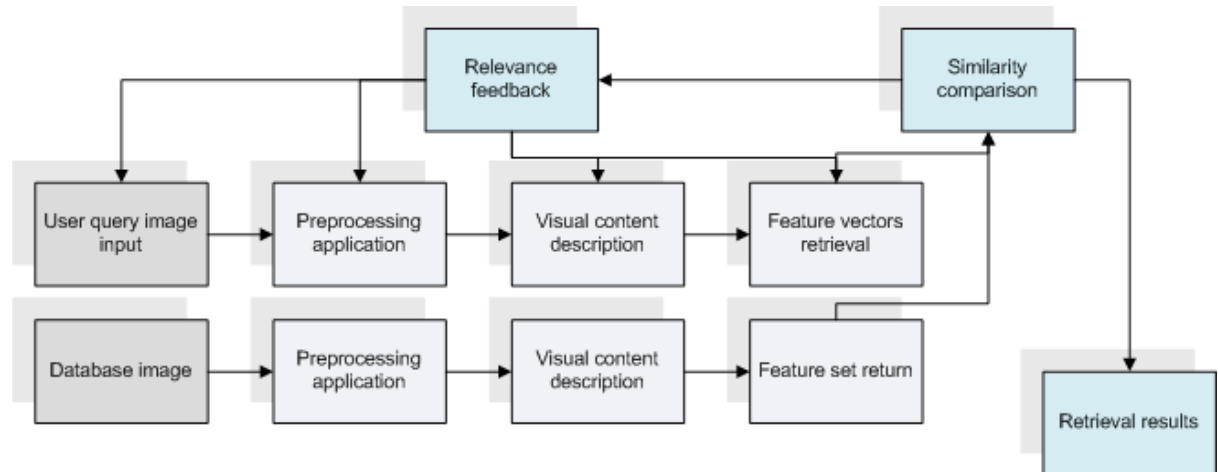 Relevance
feedback
Similarity
comparison
User query image
input
Preprocessing
application
Visual content
description
Feature vectors
retrieval
Database image
Preprocessing
application
Visual content
description
Feature set return
Retrieval results